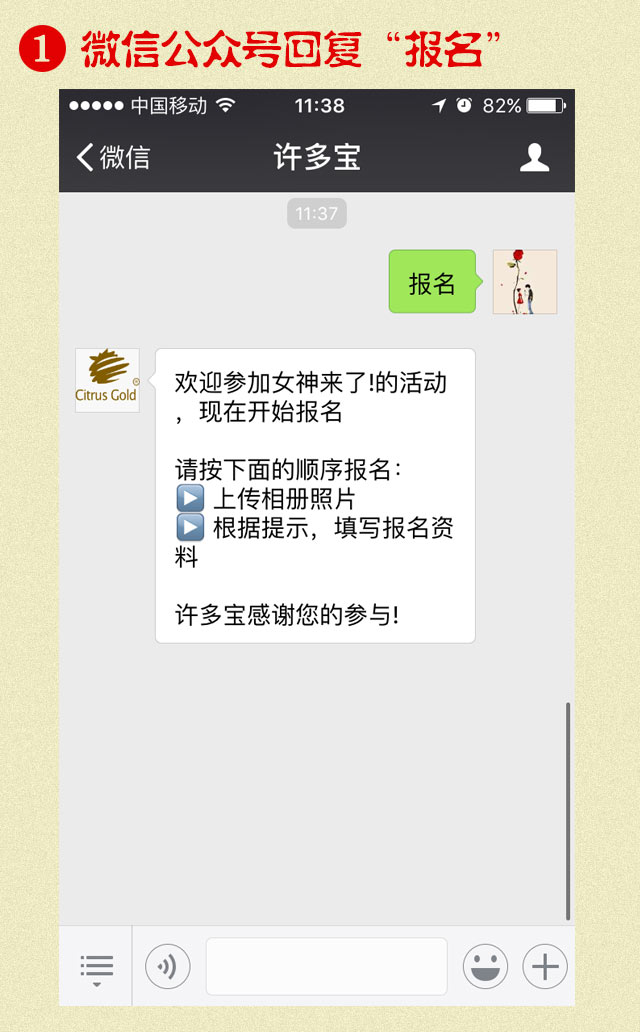 1 微信公众号回复“报名”
中国移动 11:38 82%
微信 许多宝
11:37
报名
Citrus Gold ®
欢迎参加女神来了!的活动
，现在开始报名
请按下面的顺序报名：
▶ 上传相册照片
▶ 根据提示，填写报名资
料
许多宝感谢您的参与!